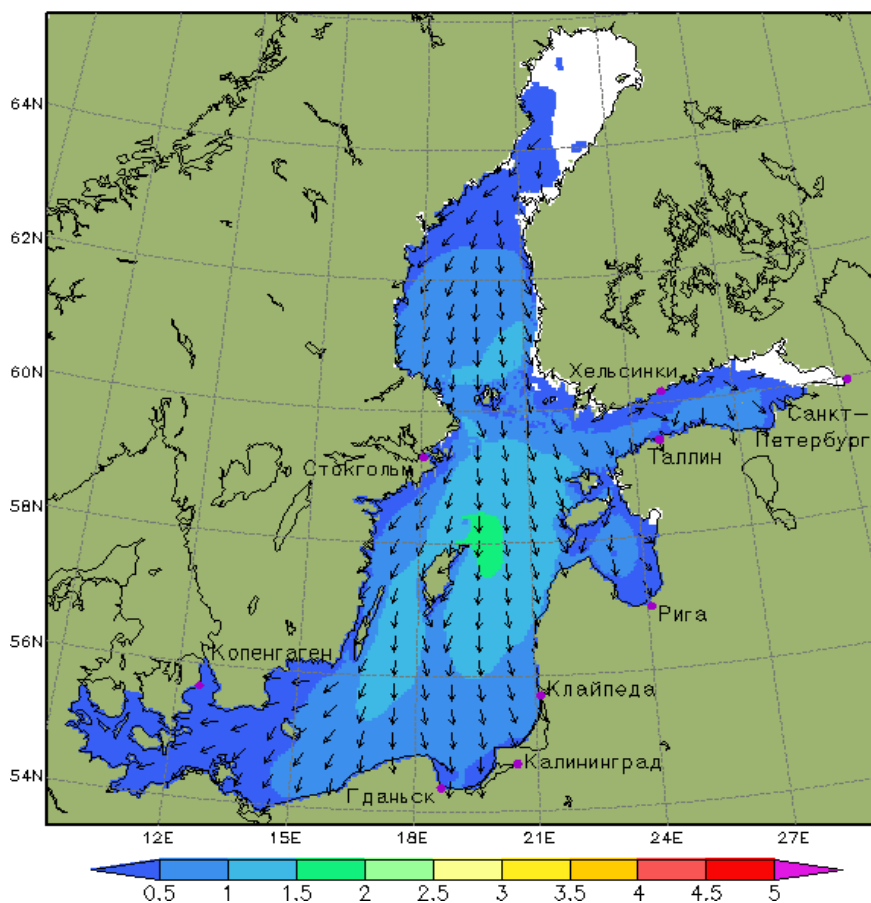 64N
62N
60N
58N
56N
54N
Хельсинки
Санкт-
Петербург
Таллин
Стокгольм
Рига
Копенгаген
Клайпеда
Калининград
Гданьск
12E 15E 18E 21E 24E 27E
0.5 1 1.5 2 2.5 3 3.5 4 4.5 5